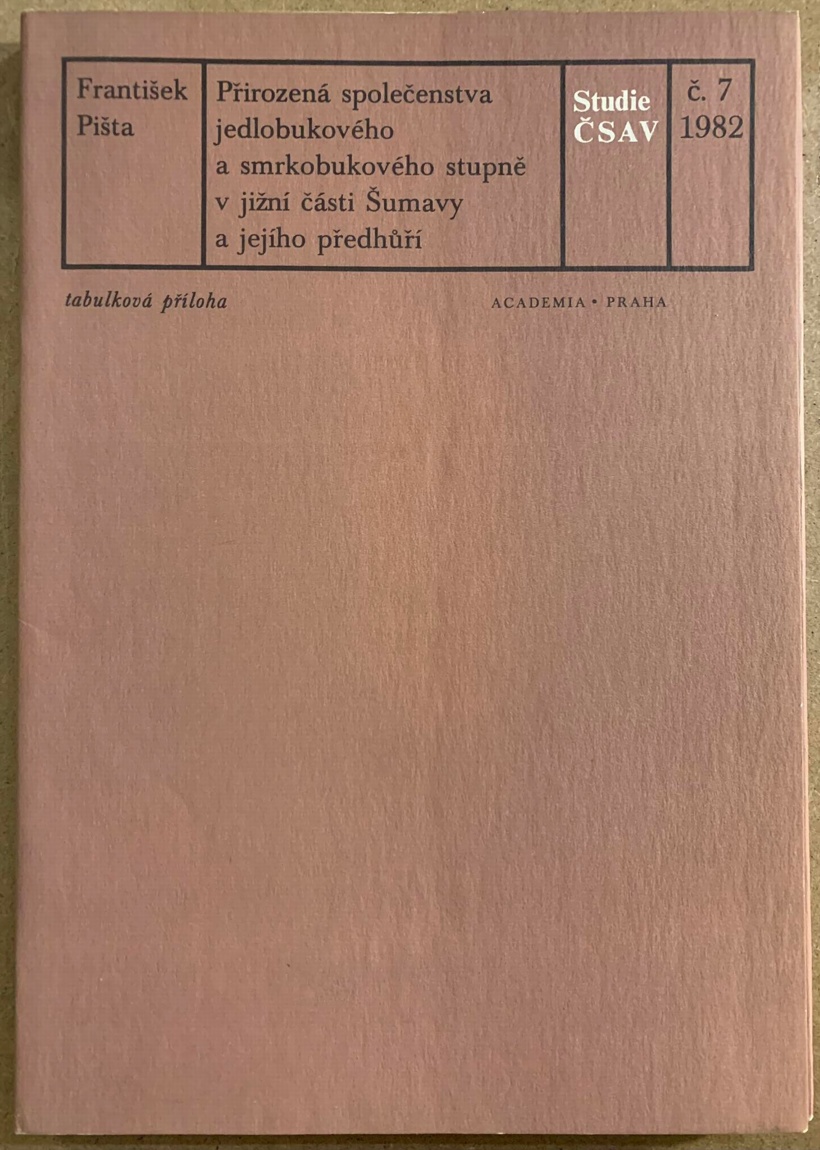 František
Pišta
Přirozená společenstva
jedlobukového
a smrkobukového stupně
v jižní části Šumavy
a jejího předhůří
Studie
ČSAV
č. 7
1982
tabulková příloha
ACADEMIA • PRAHA